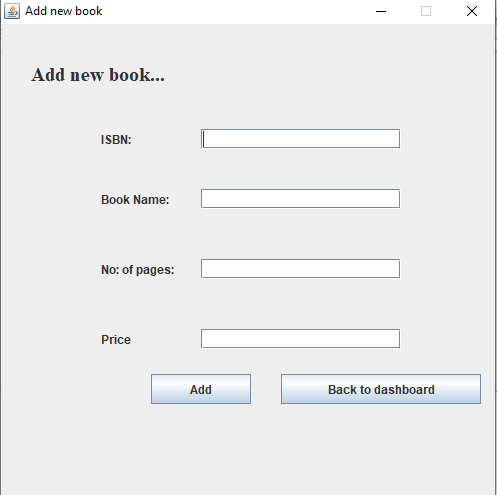 Add new book
Add new book...
ISBN:
Book Name:
No: of pages:
Price
Add
Back to dashboard